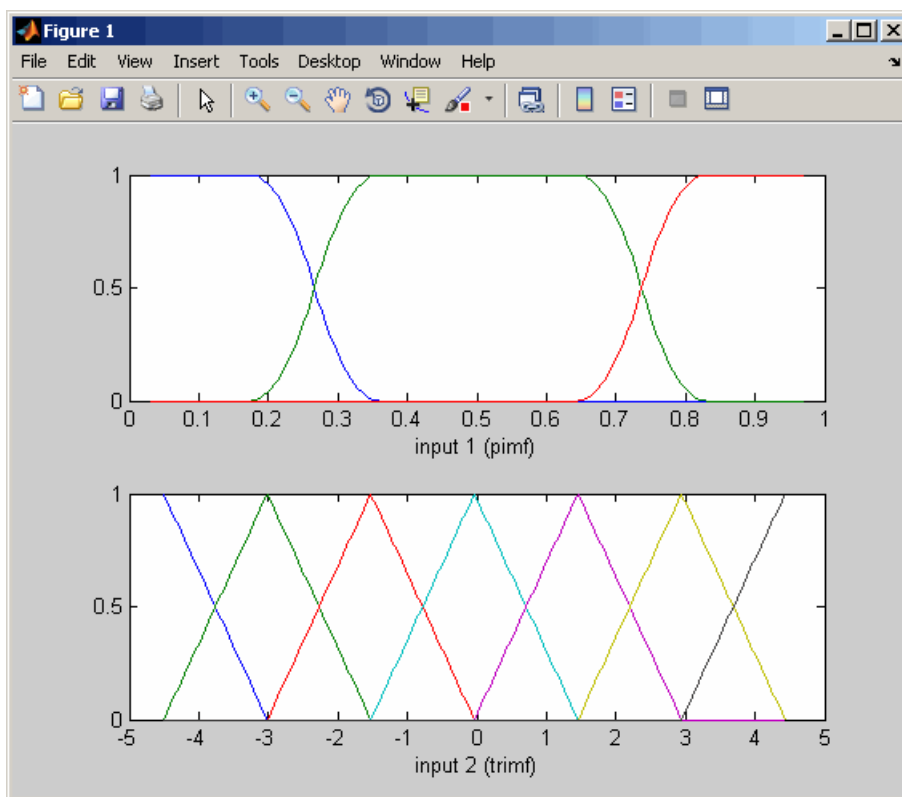 Figure 1
File Edit View Insert Tools Desktop Window Help
1
0.5
0
0 0.1 0.2 0.3 0.4 0.5 0.6 0.7 0.8 0.9 1
input 1 (pimf)
1
0.5
0
-5 -4 -3 -2 -1 0 1 2 3 4 5
input 2 (trimf)